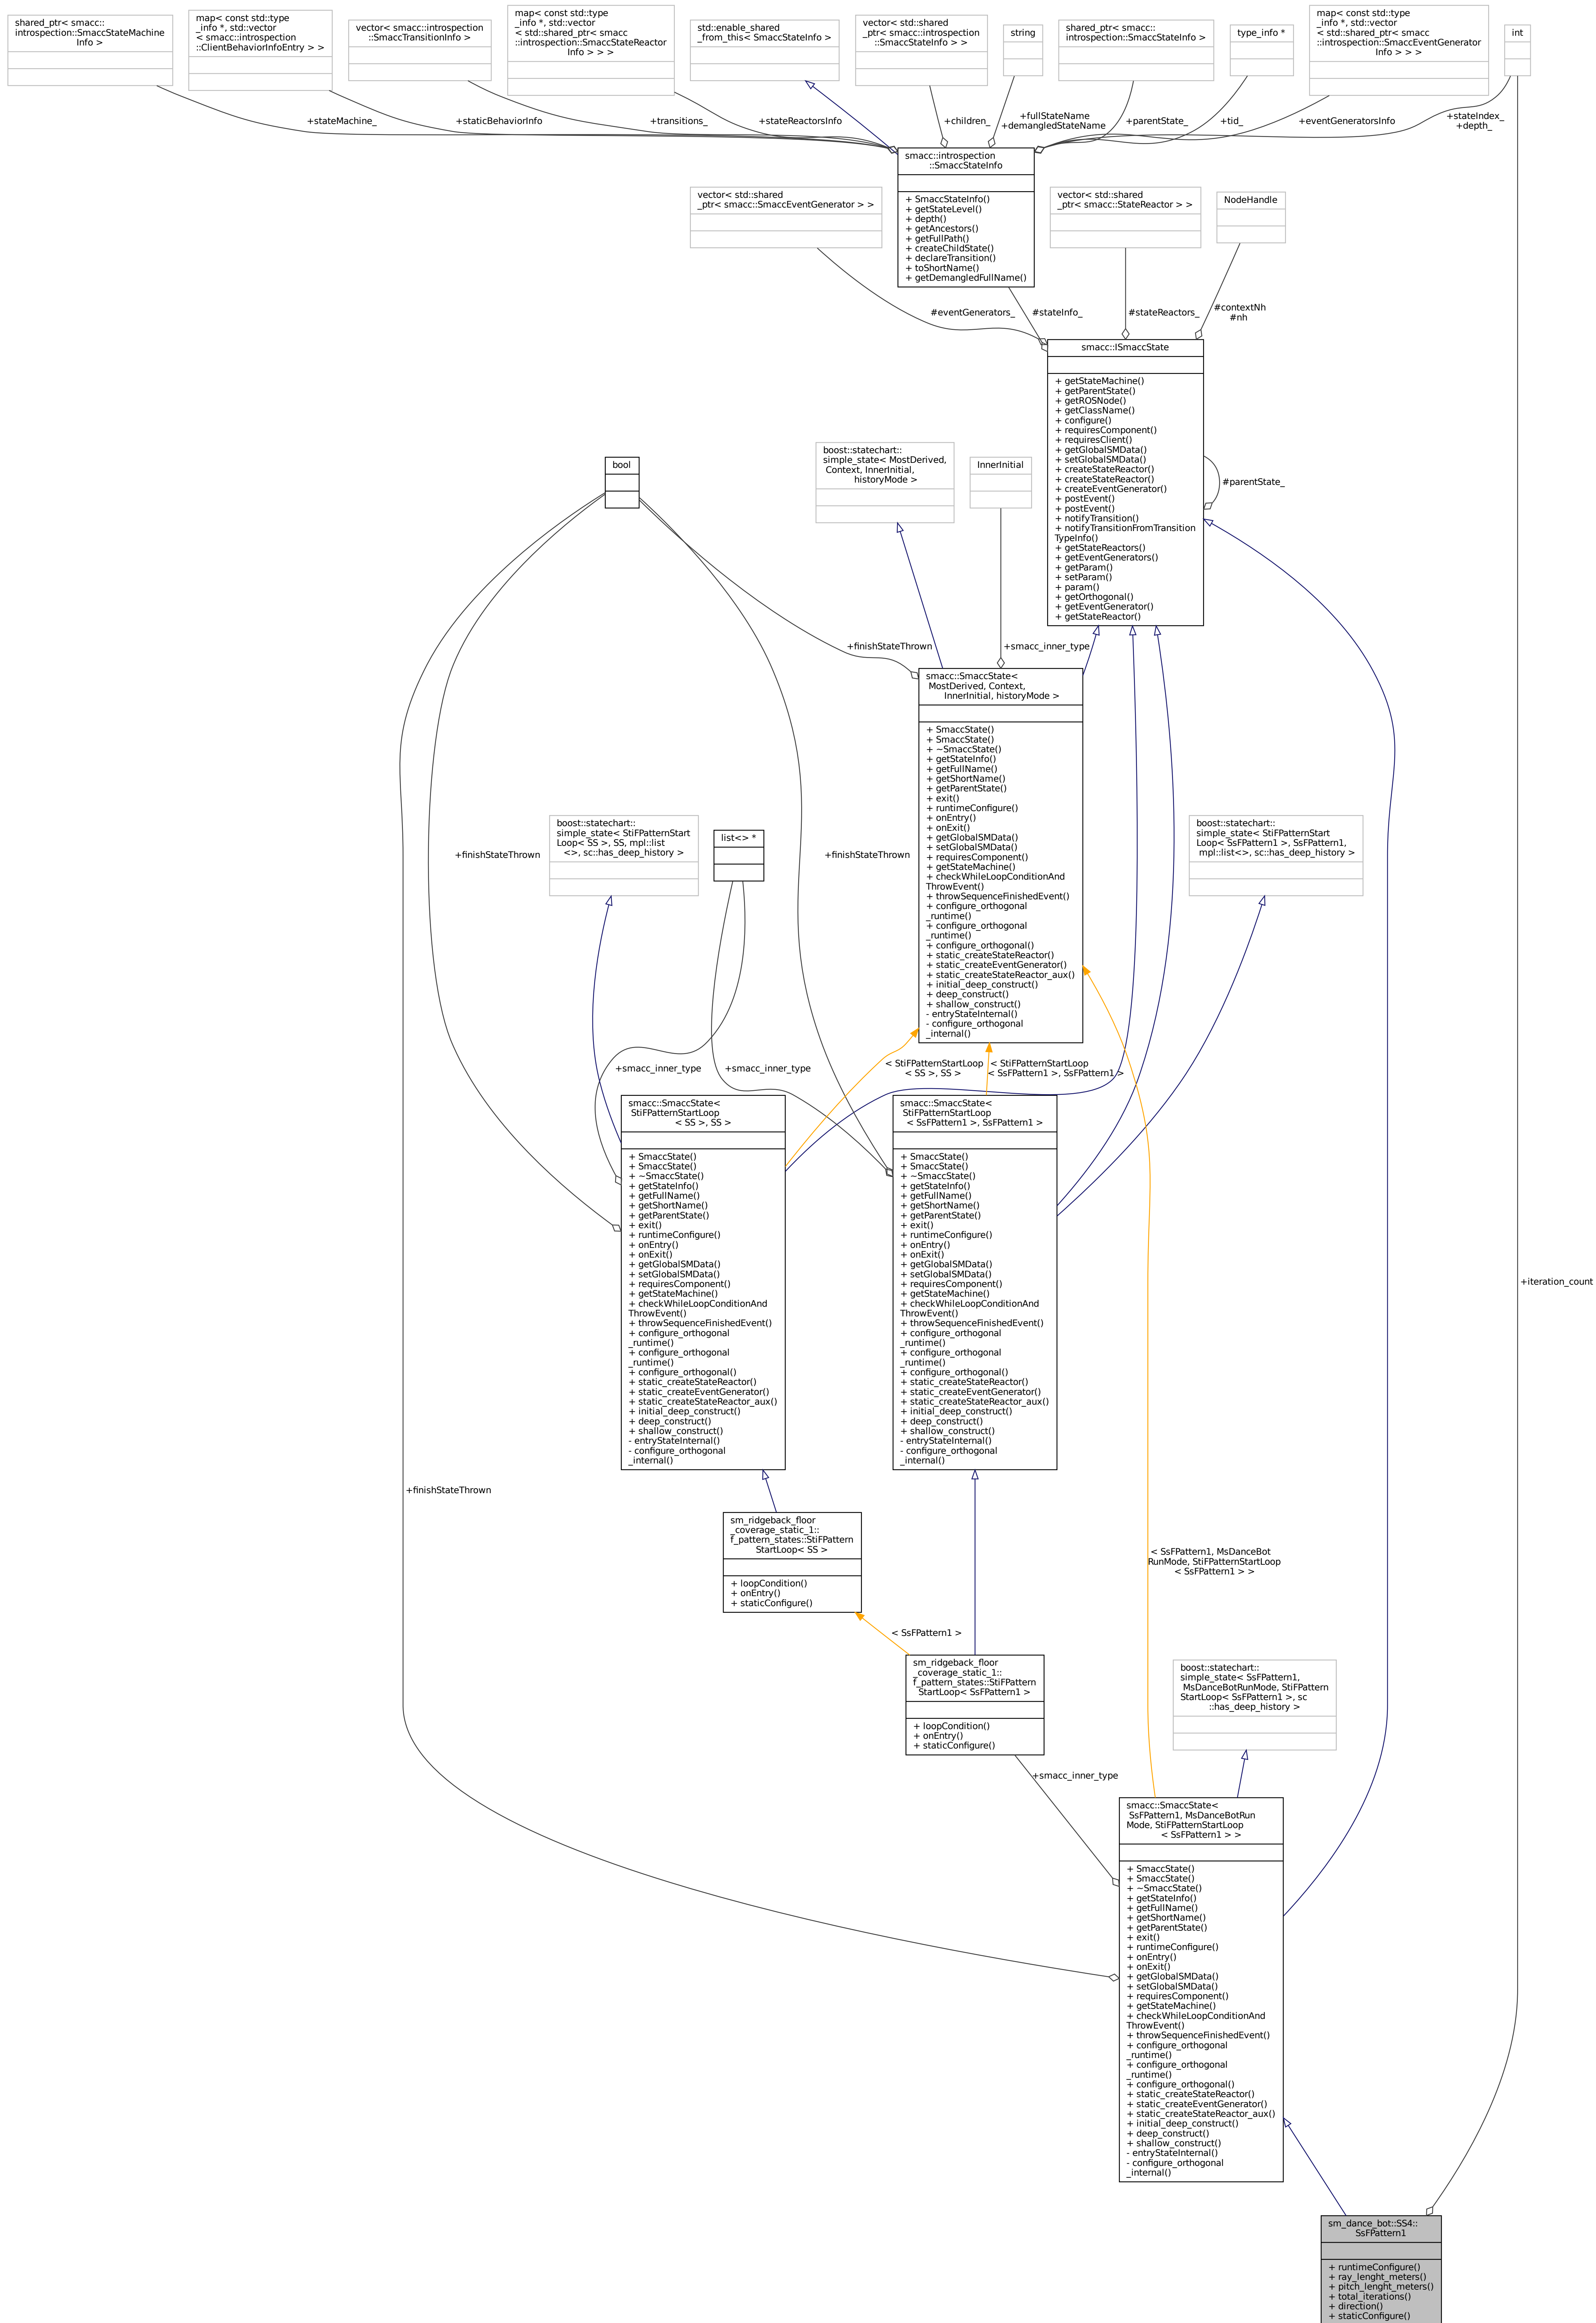 shared_ptr< smacc::
introspection::SmaccStateMachine
Info >
map< const std::type
_info *, std::vector
< smacc::introspection
::ClientBehaviorInfoEntry > >
vector< smacc::introspection
::SmaccTransitionInfo >
map< const std::type
_info *, std::vector
< std::shared_ptr< smacc
::introspection::SmaccStateReactor
Info > > >
std::enable_shared
_from_this< SmaccStateInfo >
vector< std::shared
_ptr< smacc::introspection
::SmaccStateInfo > >
string
shared_ptr< smacc::
introspection::SmaccStateInfo >
type_info *
map< const std::type
_info *, std::vector
< std::shared_ptr< smacc
::introspection::SmaccEventGenerator
Info > > >
int
+stateMachine_
+staticBehaviorInfo
+transitions_
+stateReactorsInfo
+children_
+fullStateName
+demangledStateName
+parentState_
+tid_
+eventGeneratorsInfo
+stateIndex_
+depth_
smacc::introspection
::SmaccStateInfo
+ SmaccStateInfo()
+ getStateLevel()
+ depth()
+ getAncestors()
+ getFullPath()
+ createChildState()
+ declareTransition()
+ toShortName()
+ getDemangledFullName()
vector< std::shared
_ptr< smacc::SmaccEventGenerator > >
vector< std::shared
_ptr< smacc::StateReactor > >
NodeHandle
#eventGenerators_
#stateInfo_
#stateReactors_
#contextNh
#nh
smacc::ISmaccState
+ getStateMachine()
+ getParentState()
+ getROSNode()
+ getClassName()
+ configure()
+ requiresComponent()
+ requiresClient()
+ getGlobalSMData()
+ setGlobalSMData()
+ createStateReactor()
+ createStateReactor()
+ createEventGenerator()
+ postEvent()
+ postEvent()
+ notifyTransition()
+ notifyTransitionFromTransition
TypeInfo()
+ getStateReactors()
+ getEventGenerators()
+ getParam()
+ setParam()
+ param()
+ getOrthogonal()
+ getEventGenerator()
+ getStateReactor()
#parentState_
bool
boost::statechart::
simple_state< MostDerived,
Context, InnerInitial,
historyMode >
InnerInitial
+finishStateThrown
+smacc_inner_type
smacc::SmaccState<
MostDerived, Context,
InnerInitial, historyMode >
+ SmaccState()
+ SmaccState()
+ ~SmaccState()
+ getStateInfo()
+ getFullName()
+ getShortName()
+ getParentState()
+ exit()
+ runtimeConfigure()
+ onEntry()
+ onExit()
+ getGlobalSMData()
+ setGlobalSMData()
+ requiresComponent()
+ getStateMachine()
+ checkWhileLoopConditionAnd
ThrowEvent()
+ throwSequenceFinishedEvent()
+ configure_orthogonal
_runtime()
+ configure_orthogonal
_runtime()
+ configure_orthogonal()
+ static_createStateReactor()
+ static_createEventGenerator()
+ static_createStateReactor_aux()
+ initial_deep_construct()
+ deep_construct()
+ shallow_construct()
- entryStateInternal()
- configure_orthogonal
_internal()
boost::statechart::
simple_state< StiFPatternStart
Loop< SS >, SS, mpl::list
<>, sc::has_deep_history >
list<> *
boost::statechart::
simple_state< StiFPatternStart
Loop< SsFPattern1 >, SsFPattern1,
mpl::list<>, sc::has_deep_history >
+finishStateThrown
+finishStateThrown
+smacc_inner_type
+smacc_inner_type
< StiFPatternStartLoop
< SS >, SS >
< StiFPatternStartLoop
< SsFPattern1 >, SsFPattern1 >
smacc::SmaccState<
StiFPatternStartLoop
< SS >, SS >
+ SmaccState()
+ SmaccState()
+ ~SmaccState()
+ getStateInfo()
+ getFullName()
+ getShortName()
+ getParentState()
+ exit()
+ runtimeConfigure()
+ onEntry()
+ onExit()
+ getGlobalSMData()
+ setGlobalSMData()
+ requiresComponent()
+ getStateMachine()
+ checkWhileLoopConditionAnd
ThrowEvent()
+ throwSequenceFinishedEvent()
+ configure_orthogonal
_runtime()
+ configure_orthogonal
_runtime()
+ configure_orthogonal()
+ static_createStateReactor()
+ static_createEventGenerator()
+ static_createStateReactor_aux()
+ initial_deep_construct()
+ deep_construct()
+ shallow_construct()
- entryStateInternal()
- configure_orthogonal
_internal()
smacc::SmaccState<
StiFPatternStartLoop
< SsFPattern1 >, SsFPattern1 >
+ SmaccState()
+ SmaccState()
+ ~SmaccState()
+ getStateInfo()
+ getFullName()
+ getShortName()
+ getParentState()
+ exit()
+ runtimeConfigure()
+ onEntry()
+ onExit()
+ getGlobalSMData()
+ setGlobalSMData()
+ requiresComponent()
+ getStateMachine()
+ checkWhileLoopConditionAnd
ThrowEvent()
+ throwSequenceFinishedEvent()
+ configure_orthogonal
_runtime()
+ configure_orthogonal
_runtime()
+ configure_orthogonal()
+ static_createStateReactor()
+ static_createEventGenerator()
+ static_createStateReactor_aux()
+ initial_deep_construct()
+ deep_construct()
+ shallow_construct()
- entryStateInternal()
- configure_orthogonal
_internal()
+iteration_count
+finishStateThrown
sm_ridgeback_floor
_coverage_static_1::
f_pattern_states::StiFPattern
StartLoop< SS >
+ loopCondition()
+ onEntry()
+ staticConfigure()
< SsFPattern1, MsDanceBot
RunMode, StiFPatternStartLoop
< SsFPattern1 > >
< SsFPattern1 >
sm_ridgeback_floor
_coverage_static_1::
f_pattern_states::StiFPattern
StartLoop< SsFPattern1 >
+ loopCondition()
+ onEntry()
+ staticConfigure()
boost::statechart::
simple_state< SsFPattern1,
MsDanceBotRunMode, StiFPattern
StartLoop< SsFPattern1 >, sc
::has_deep_history >
+smacc_inner_type
smacc::SmaccState<
SsFPattern1, MsDanceBotRun
Mode, StiFPatternStartLoop
< SsFPattern1 > >
+ SmaccState()
+ SmaccState()
+ ~SmaccState()
+ getStateInfo()
+ getFullName()
+ getShortName()
+ getParentState()
+ exit()
+ runtimeConfigure()
+ onEntry()
+ onExit()
+ getGlobalSMData()
+ setGlobalSMData()
+ requiresComponent()
+ getStateMachine()
+ checkWhileLoopConditionAnd
ThrowEvent()
+ throwSequenceFinishedEvent()
+ configure_orthogonal
_runtime()
+ configure_orthogonal
_runtime()
+ configure_orthogonal()
+ static_createStateReactor()
+ static_createEventGenerator()
+ static_createStateReactor_aux()
+ initial_deep_construct()
+ deep_construct()
+ shallow_construct()
- entryStateInternal()
- configure_orthogonal
_internal()
sm_dance_bot::SS4::
SsFPattern1
+ runtimeConfigure()
+ ray_lenght_meters()
+ pitch_lenght_meters()
+ total_iterations()
+ direction()
+ staticConfigure()